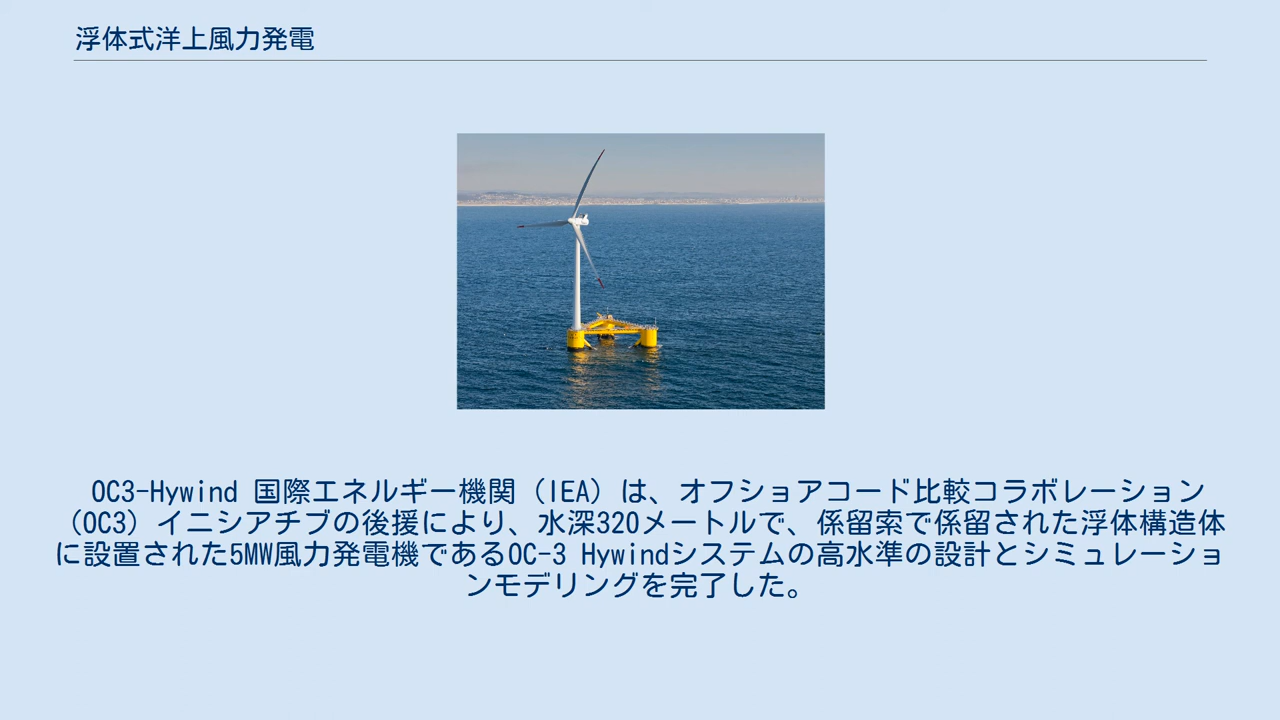 浮体式洋上風力発電
OC3-Hywind 国際エネルギー機関（IEA）は、オフショアコード比較コラボレーション
（OC3）イニシアチブの後援により、水深320メートルで、係留索で係留された浮体構造体
に設置された5MW風力発電機であるOC-3 Hywindシステムの高水準の設計とシミュレーショ
ンモデリングを完了した。